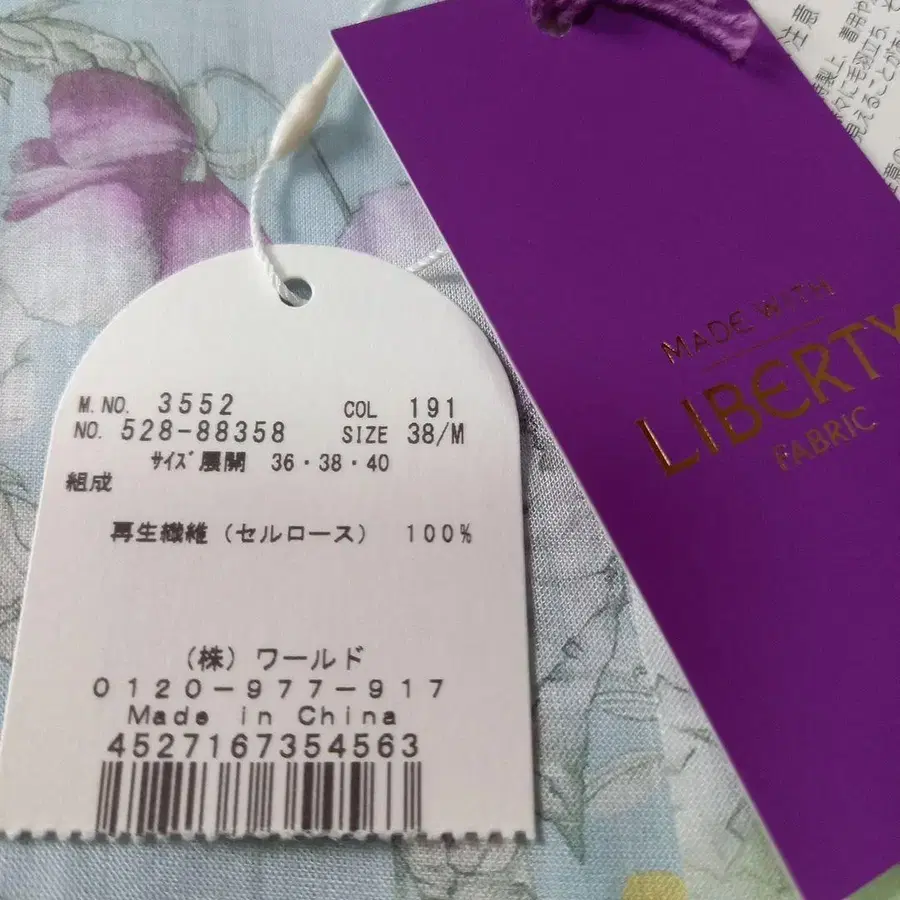 M.NO. 3552 COL 191
NO. 528-88358 SIZE 38/M
ｻｲｽﾞ展開 36・38・40
組成
再生繊維（セルロース） 100%
（株）ワールド
0120-977-917
Made in China
4527167354563
MADE WITH
LIBERTY
FABRIC
注意